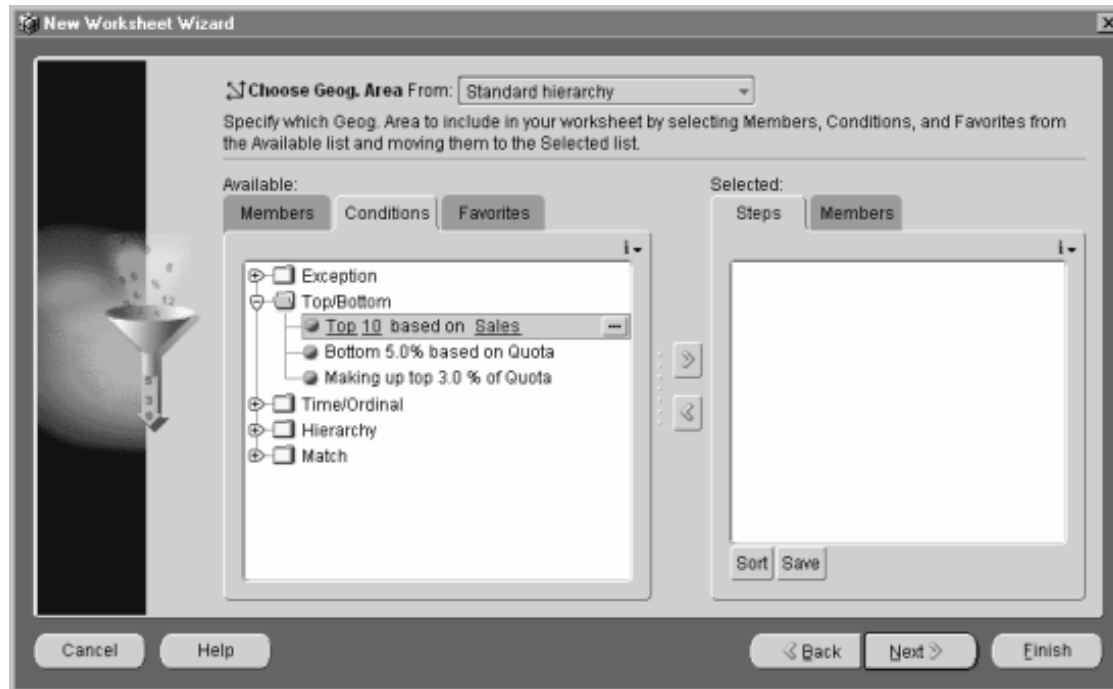 New Worksheet Wizard
Choose Geog. Area From: Standard hierarchy
Specify which Geog. Area to include in your worksheet by selecting Members, Conditions, and Favorites from
the Available list and moving them to the Selected list.
Available:
Members Conditions Favorites
Exception
Top/Bottom
Top 10 based on Sales
Bottom 5.0% based on Quota
Making up top 3.0 % of Quota
Time/Ordinal
Hierarchy
Match
Selected:
Steps Members
Sort Save
Cancel Help Back Next Finish